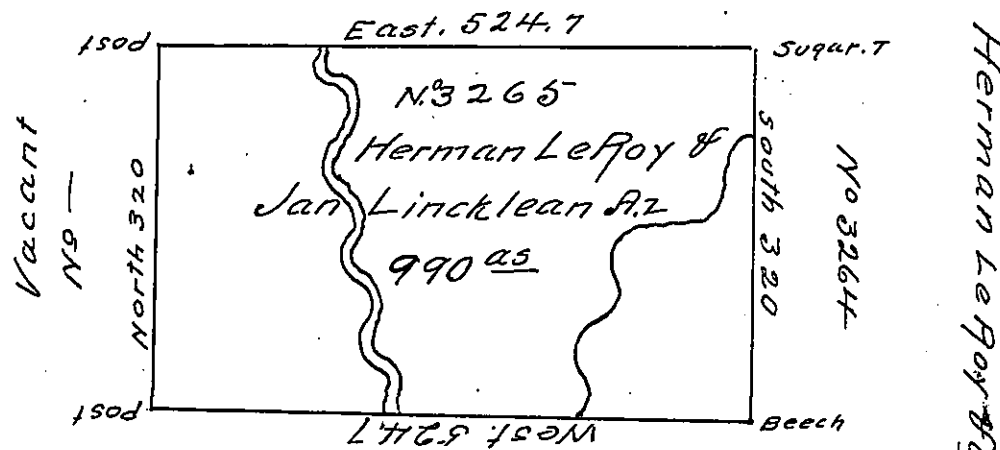 East. 524.7
post
Sugar. T
No 3265
Herman LeRoy &
Jan Lincklean A.z
990 as
Vacant
No —
North 320
South 320
No 3264
Herman LeRoy &
post
West. 524.7
Beech